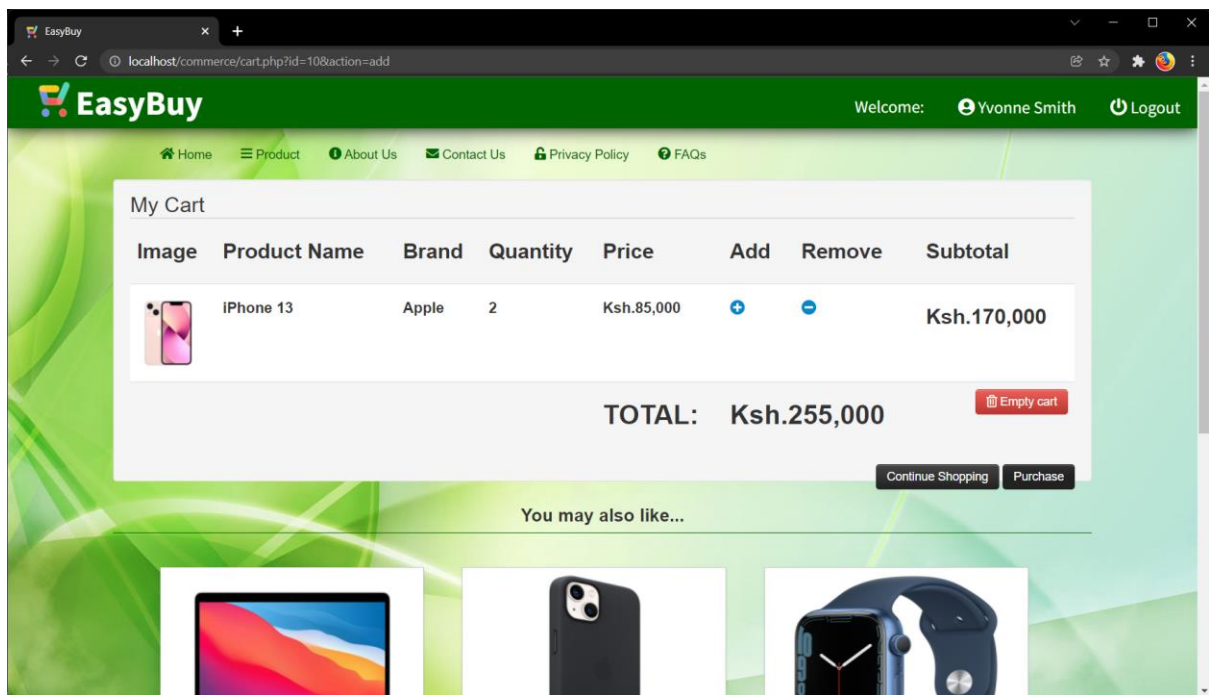 EasyBuy
localhost/commerce/cart.php?id=10&action=add
EasyBuy Welcome: Yvonne Smith Logout
Home Product About Us Contact Us Privacy Policy FAQs
My Cart
Image Product Name Brand Quantity Price Add Remove Subtotal
iPhone 13 Apple 2 Ksh.85,000 Ksh.170,000
TOTAL: Ksh.255,000 Empty cart
Continue Shopping Purchase
You may also like...